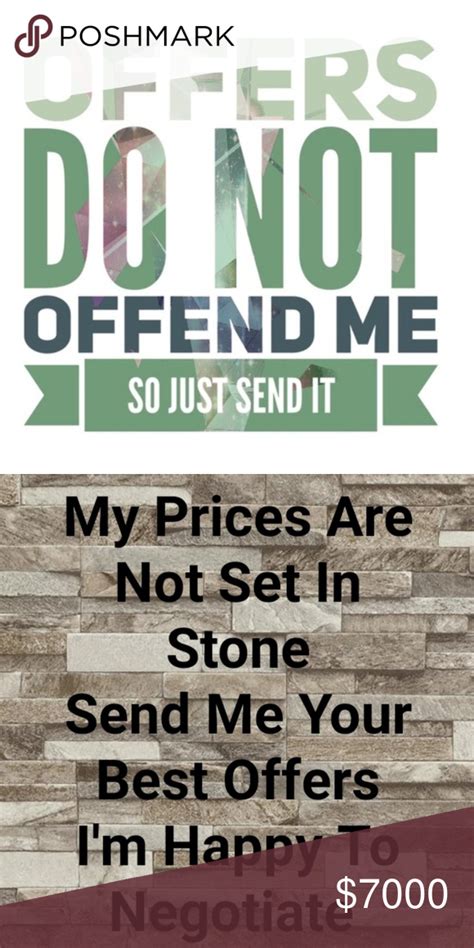 POSHMARK
OFFERS
DO NOT
OFFEND ME
SO JUST SEND IT
My Prices Are
Not Set In
Stone
Send Me Your
Best Offers
I'm Happy To
Negotiate
$7000